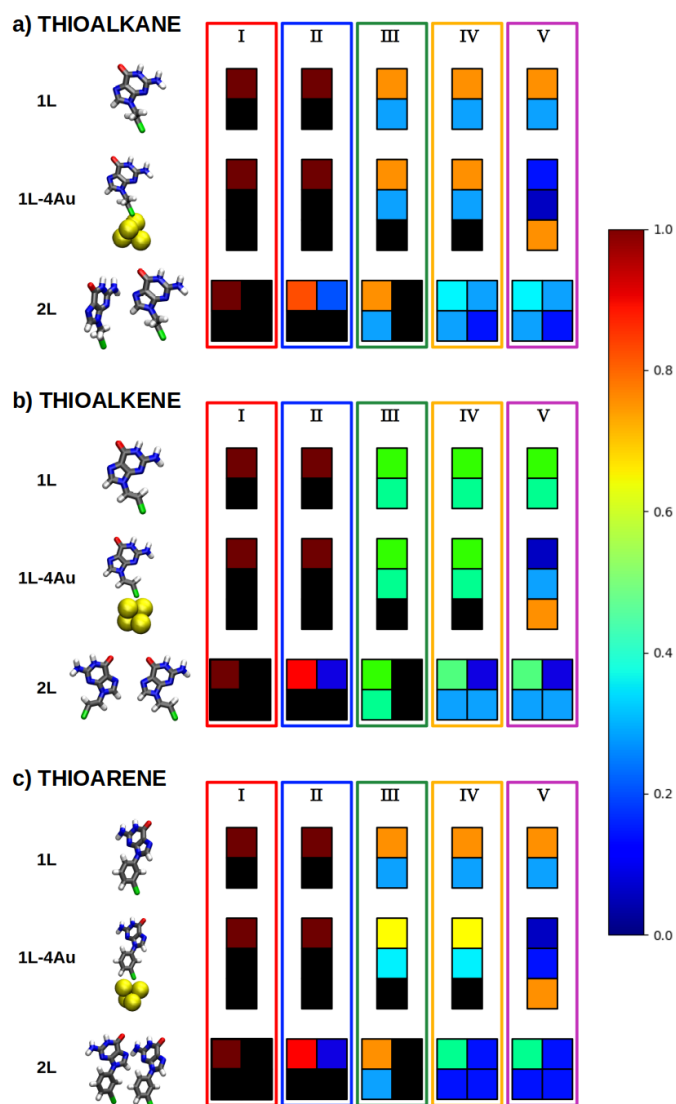 a) THIOALKANE
I II III IV V
1L
1L-4Au
2L
b) THIOALKENE
I II III IV V
1L
1L-4Au
2L
c) THIOARENE
I II III IV V
1L
1L-4Au
2L
1.0
0.8
0.6
0.4
0.2
0.0